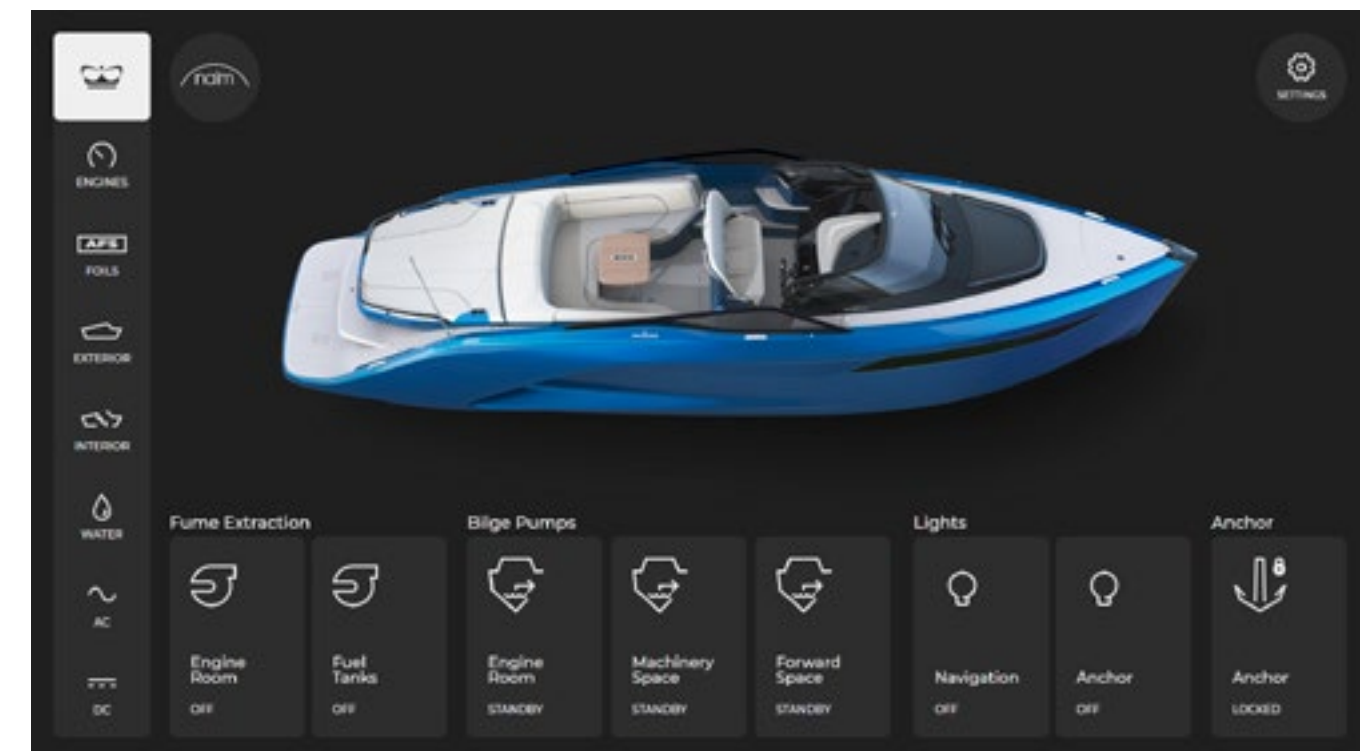 naim
SETTINGS
ENGINES
AFS
FOILS
EXTERIOR
INTERIOR
WATER
AC
DC
Fume Extraction
Engine
Room
OFF
Fuel
Tanks
OFF
Bilge Pumps
Engine
Room
STANDBY
Machinery
Space
STANDBY
Forward
Space
STANDBY
Lights
Navigation
OFF
Anchor
OFF
Anchor
Anchor
LOCKED